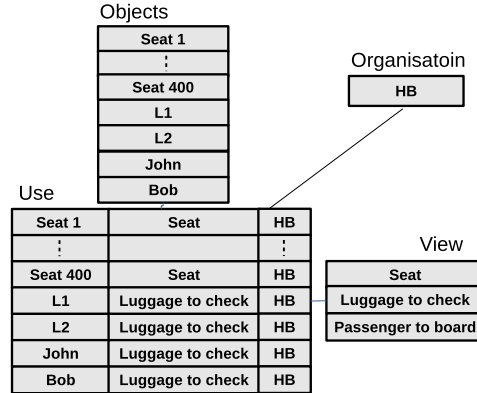 Objects
Seat 1
Seat 400
L1
L2
John
Bob
Organisatoin
HB
Use
Seat 1 Seat HB
Seat 400 Seat HB
L1 Luggage to check HB
L2 Luggage to check HB
John Luggage to check HB
Bob Luggage to check HB
View
Seat
Luggage to check
Passenger to board